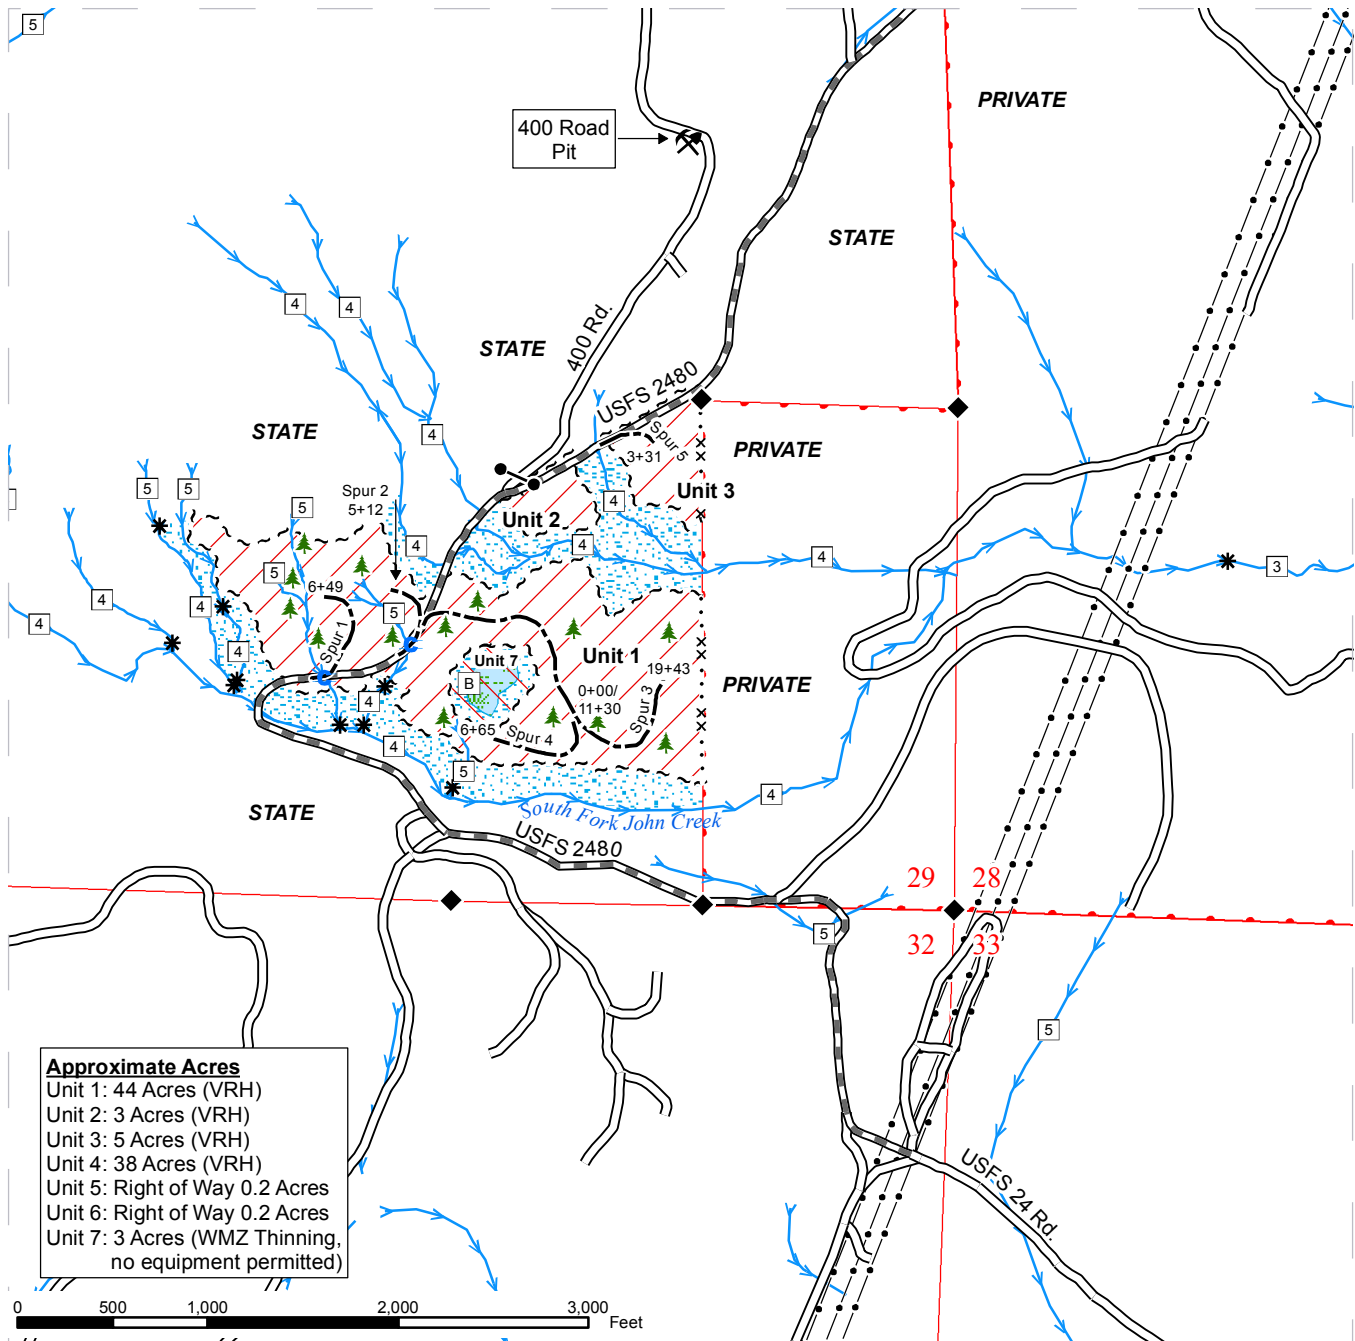 5
PRIVATE
400 Road
Pit
STATE
4
4
400 Rd.
STATE
USFS 2480
STATE
4
PRIVATE
Spur 5
3+31
5
5
Spur 2
5+12
Unit 3
5
4
Unit 2
4
4
4
3
5
6+49
4
4
5
4
Spur 1
4
Unit 7
Unit 1
19+43
B
0+00/
11+30
PRIVATE
Spur 3
4
6+65
Spur 4
4
5
4
STATE
South Fork John Creek
USFS 2480
29
28
5
32
33
5
Approximate Acres
Unit 1: 44 Acres (VRH)
Unit 2: 3 Acres (VRH)
Unit 3: 5 Acres (VRH)
Unit 4: 38 Acres (VRH)
Unit 5: Right of Way 0.2 Acres
Unit 6: Right of Way 0.2 Acres
Unit 7: 3 Acres (WMZ Thinning,
no equipment permitted)
USFS 24 Rd.
0
500
1,000
2,000
3,000
Feet